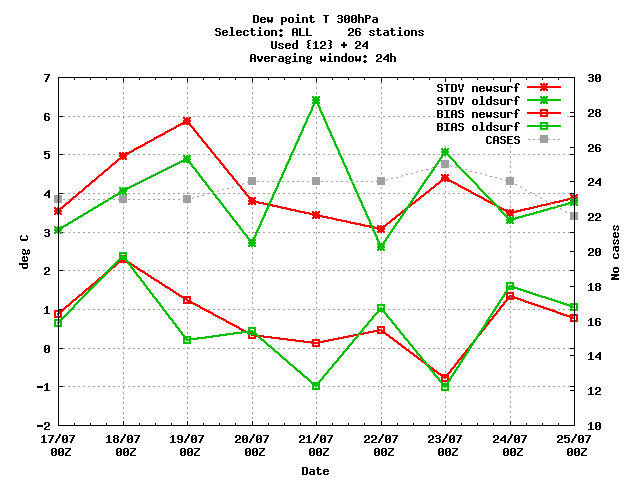 Dew point T 300hPa
Selection: ALL 26 stations
Used {12} + 24
Averaging window: 24h
7 30
STDV newsurf
STDV oldsurf
BIAS newsurf
BIAS oldsurf
CASES
6 28
26
5
24
4
22
3
20
2
18
1
16
0
14
-1
12
-2 10
deg C
No cases
17/07 18/07 19/07 20/07 21/07 22/07 23/07 24/07 25/07
00Z 00Z 00Z 00Z 00Z 00Z 00Z 00Z 00Z
Date